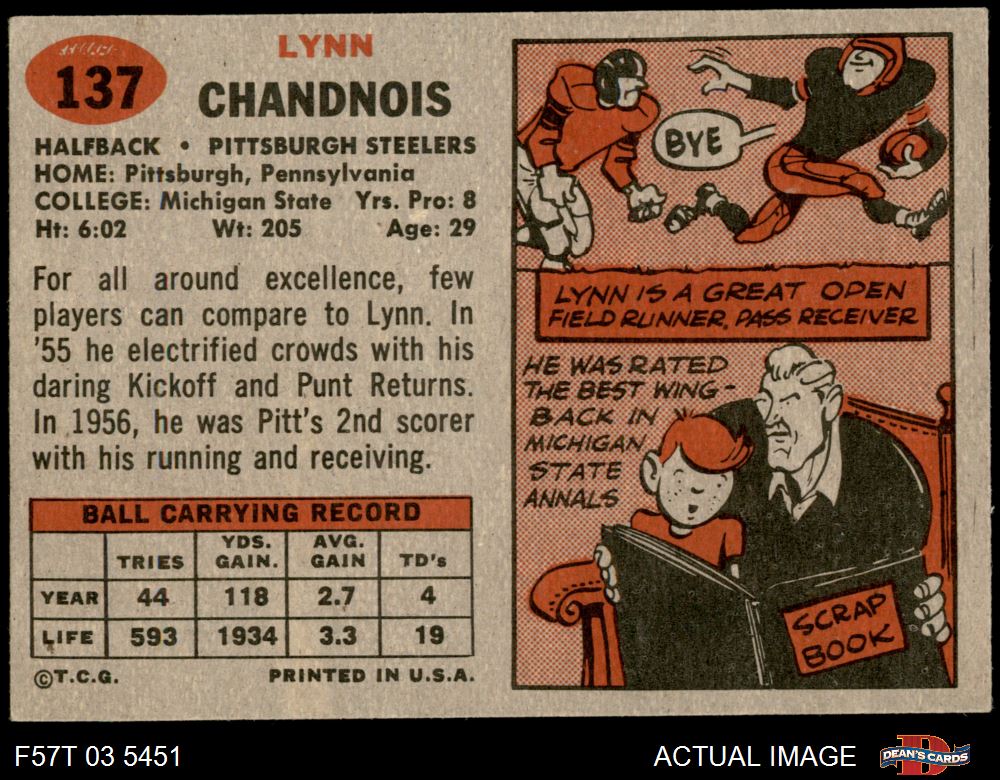 137
LYNN
CHANDNOIS
HALFBACK • PITTSBURGH STEELERS
HOME: Pittsburgh, Pennsylvania
COLLEGE: Michigan State Yrs. Pro: 8
Ht: 6:02 Wt: 205 Age: 29
For all around excellence, few
players can compare to Lynn. In
'55 he electrified crowds with his
daring Kickoff and Punt Returns.
In 1956, he was Pitt's 2nd scorer
with his running and receiving.
BALL CARRYING RECORD
TRIES YDS. GAIN. AVG. GAIN TD's
YEAR 44 118 2.7 4
LIFE 593 1934 3.3 19
©T.C.G. PRINTED IN U.S.A.
BYE
LYNN IS A GREAT OPEN
FIELD RUNNER, PASS RECEIVER
HE WAS RATED
THE BEST WING-
BACK IN
MICHIGAN
STATE
ANNALS
SCRAP
BOOK
F57T 03 5451
ACTUAL IMAGE
DEAN'S CARDS